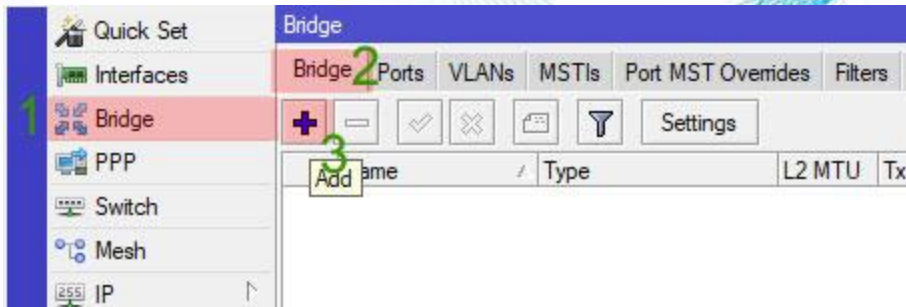 Quick Set
Interfaces
1 Bridge
PPP
Switch
Mesh
255 IP
Bridge
Bridge 2 Ports VLANs MSTIs Port MST Overrides Filters
Settings
3
Add ame / Type L2 MTU Tx